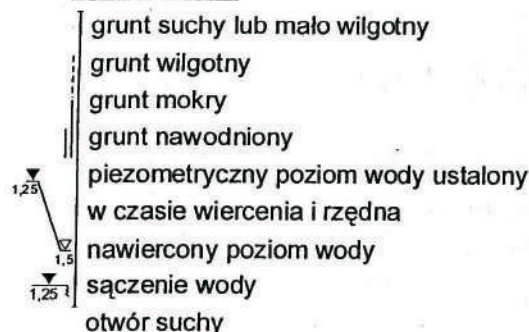 grunt suchy lub mało wilgotny
grunt wilgotny
grunt mokry
grunt nawodniony
1,25 piezometryczny poziom wody ustalony
w czasie wiercenia i rzędna
1,5 nawiercony poziom wody
1,25 sączenie wody
otwór suchy